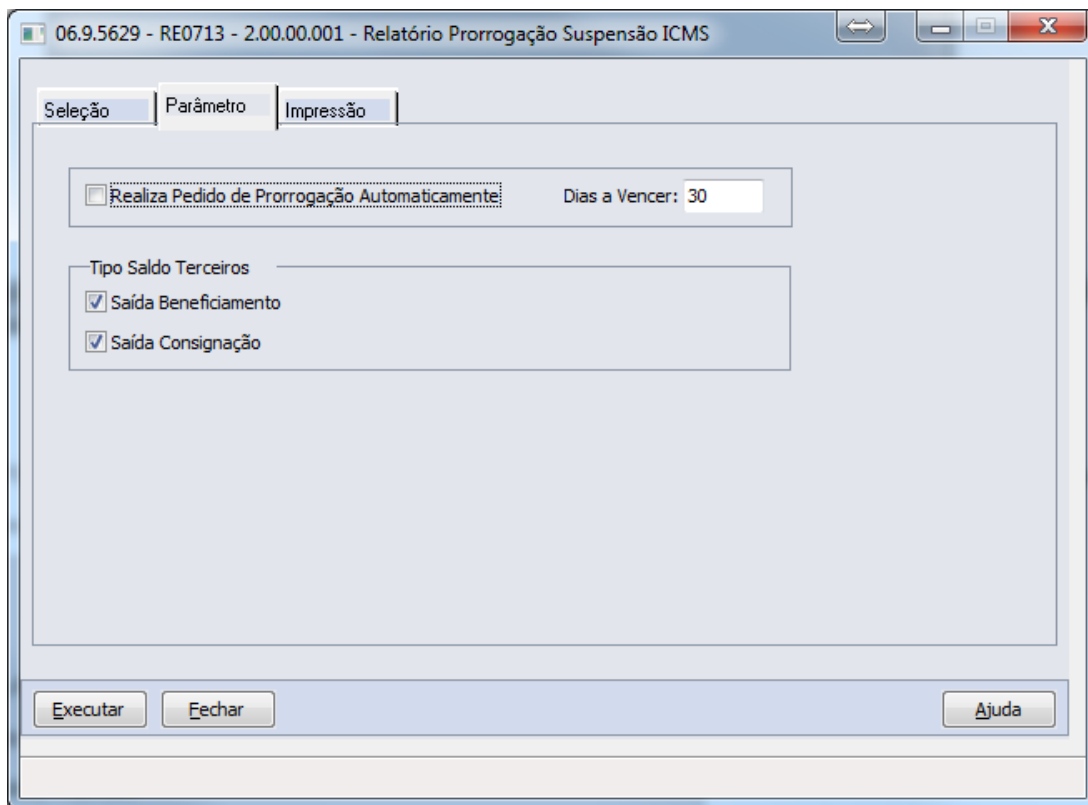 06.9.5629 - RE0713 - 2.00.00.001 - Relatório Prorrogação Suspensão ICMS
Seleção Parâmetro Impressão
Realiza Pedido de Prorrogação Automaticamente Dias a Vencer: 30
Tipo Saldo Terceiros
Saída Beneficiamento
Saída Consignação
Executar Fechar Ajuda